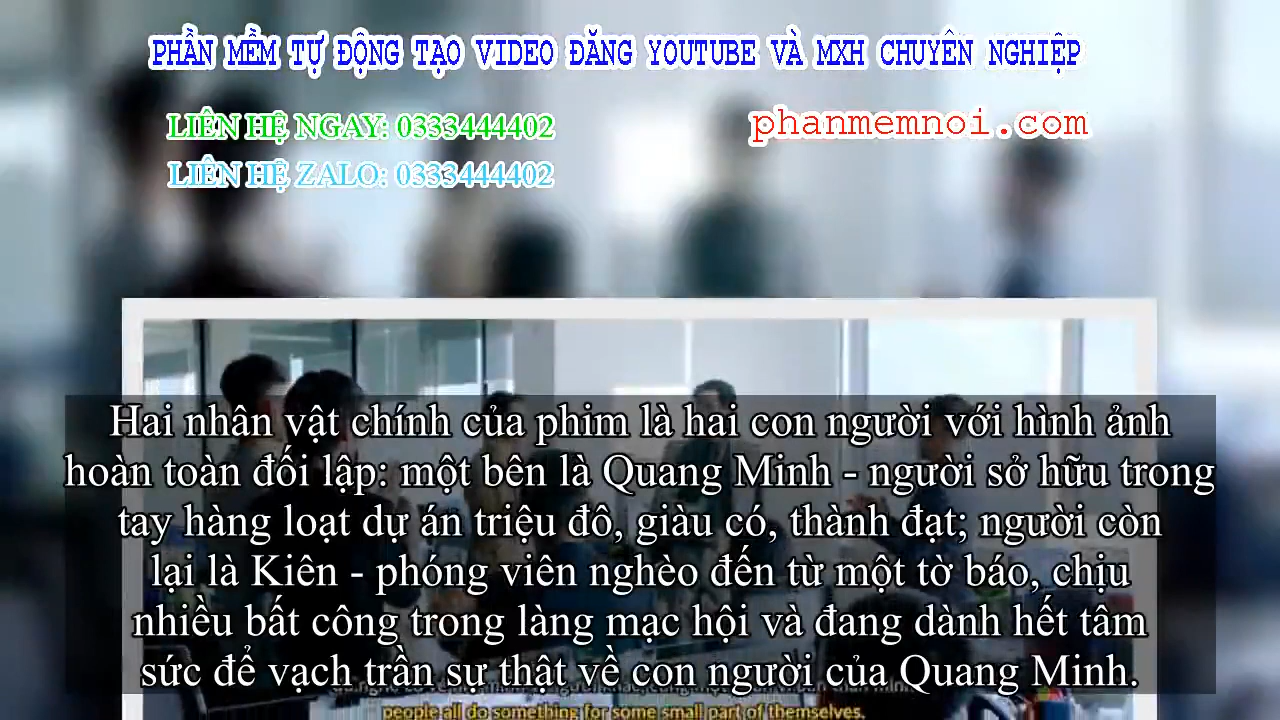 PHẦN MỀM TỰ ĐỘNG TẠO VIDEO ĐĂNG YOUTUBE VÀ MXH CHUYÊN NGHIỆP
LIÊN HỆ NGAY: 0333444402
phanmemnoi.com
LIÊN HỆ ZALO: 0333444402
Hai nhân vật chính của phim là hai con người với hình ảnh
hoàn toàn đối lập: một bên là Quang Minh - người sở hữu trong
tay hàng loạt dự án triệu đô, giàu có, thành đạt; người còn
lại là Kiên - phóng viên nghèo đến từ một tờ báo, chịu
nhiều bất công trong làng mạc hội và đang dành hết tâm
sức để vạch trần sự thật về con người của Quang Minh.
people all do something for some small part of themselves.